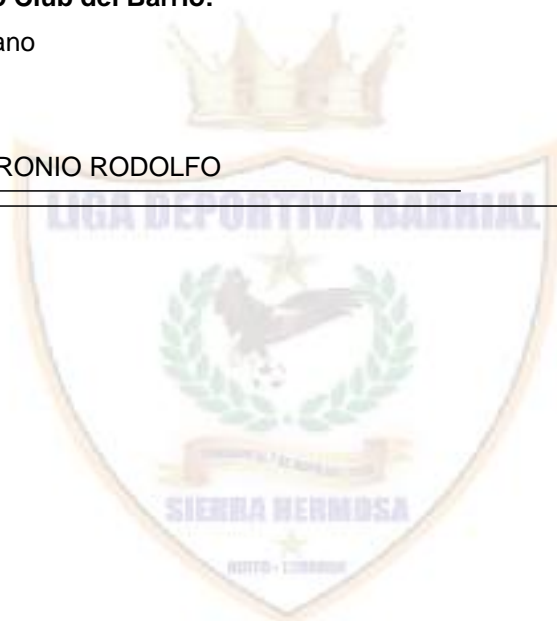 o Club del Barrio:
ano
RONIO RODOLFO
LIGA DEPORTIVA BARRIAL
SIERRA HERMOSA